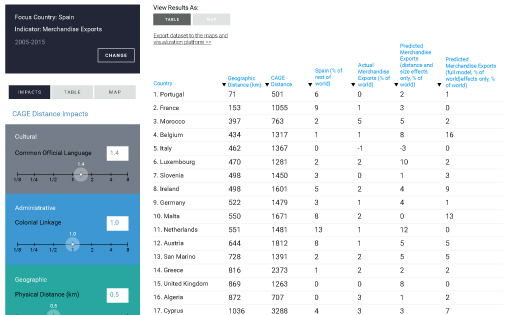 Focus Country: Spain
Indicator: Merchandise Exports
2005-2015
CHANGE
IMPACTS TABLE MAP
CAGE Distance Impacts
Cultural
Common Official Language 1.4
1.4
1/8 1/4 1/2 1 2 4 8
Administrative
Colonial Linkage 1.0
1.0
1/8 1/4 1/2 1 2 4 8
Geographic
Physical Distance (km) 0.5
0.5
View Results As:
TABLE MAP
Export dataset to the maps and
visualization platform >>
Country
Geographic Distance (km)
CAGE Distance
Spain (% of rest of world)
Actual Merchandise Exports (% of world)
Predicted Merchandise Exports (distance and size effects only, % of world)
Predicted Merchandise Exports (full model, % of world)effects only, % of world)
1. Portugal 71 501 6 0 2 1
2. France 153 1055 9 1 3 0
3. Morocco 397 763 2 5 5 2
4. Belgium 434 1317 1 1 8 16
5. Italy 462 1367 0 -1 -3 0
6. Luxembourg 470 1281 2 2 10 2
7. Slovenia 498 1450 3 0 1 3
8. Ireland 498 1601 5 2 4 9
9. Germany 522 1479 3 1 4 1
10. Malta 550 1671 8 2 0 13
11. Netherlands 551 1481 13 1 12 0
12. Austria 644 1812 8 1 5 5
13. San Marino 728 1391 2 2 5 5
14. Greece 816 2373 1 2 2 2
15. United Kingdom 869 1263 0 0 8 0
16. Algeria 872 707 0 3 1 2
17. Cyprus 1036 3288 4 3 1 7